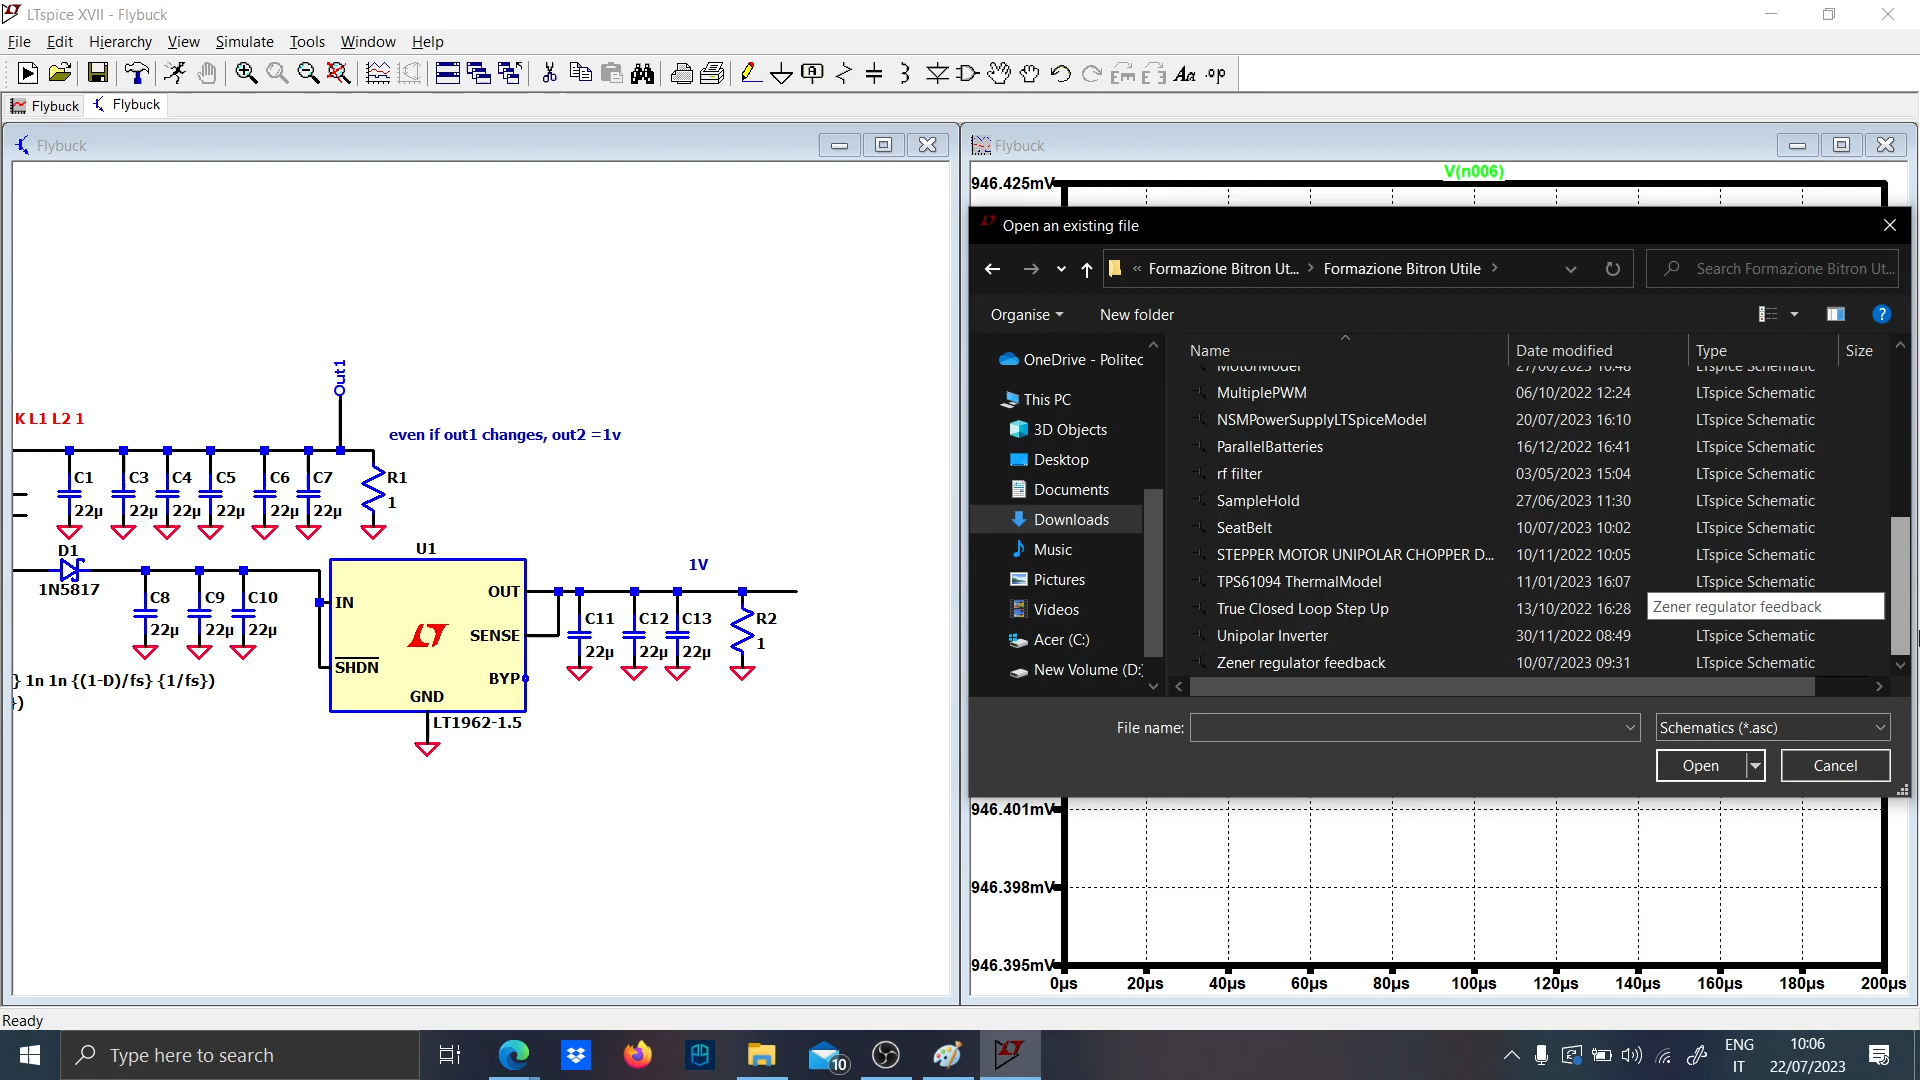 LTspice XVII - Flybuck
File Edit Hierarchy View Simulate Tools Window Help
Flybuck Flybuck
Flybuck
Out1
K L1 L2 1
even if out1 changes, out2 =1v
C1 C3 C4 C5 C6 C7 R1
22µ 22µ 22µ 22µ 22µ 22µ 1
D1
1N5817
U1
1V
C8 C9 C10
22µ 22µ 22µ
IN OUT
SENSE
SHDN
BYP
GND
LT1962-1.5
C11 C12 C13 R2
22µ 22µ 22µ 1
} 1n 1n {(1-D)/fs} {1/fs})
})
Flybuck
V(n006)
946.425mV
Open an existing file
« Formazione Bitron Ut... > Formazione Bitron Utile >
Search Formazione Bitron Ut...
Organise New folder
OneDrive - Politec
This PC
3D Objects
Desktop
Documents
Downloads
Music
Pictures
Videos
Acer (C:)
New Volume (D:)
Name Date modified Type Size
MotorModel 27/06/2023 10:48 LTspice Schematic
MultiplePWM 06/10/2022 12:24 LTspice Schematic
NSMPowerSupplyLTSpiceModel 20/07/2023 16:10 LTspice Schematic
ParallelBatteries 16/12/2022 16:41 LTspice Schematic
rf filter 03/05/2023 15:04 LTspice Schematic
SampleHold 27/06/2023 11:30 LTspice Schematic
SeatBelt 10/07/2023 10:02 LTspice Schematic
STEPPER MOTOR UNIPOLAR CHOPPER D... 10/11/2022 10:05 LTspice Schematic
TPS61094 ThermalModel 11/01/2023 16:07 LTspice Schematic
True Closed Loop Step Up 13/10/2022 16:28
Zener regulator feedback
Unipolar Inverter 30/11/2022 08:49 LTspice Schematic
Zener regulator feedback 10/07/2023 09:31 LTspice Schematic
File name: Schematics (*.asc)
Open Cancel
946.401mV
946.398mV
946.395mV
0µs 20µs 40µs 60µs 80µs 100µs 120µs 140µs 160µs 180µs 200µs
Ready
Type here to search
10
ENG
IT
10:06
22/07/2023